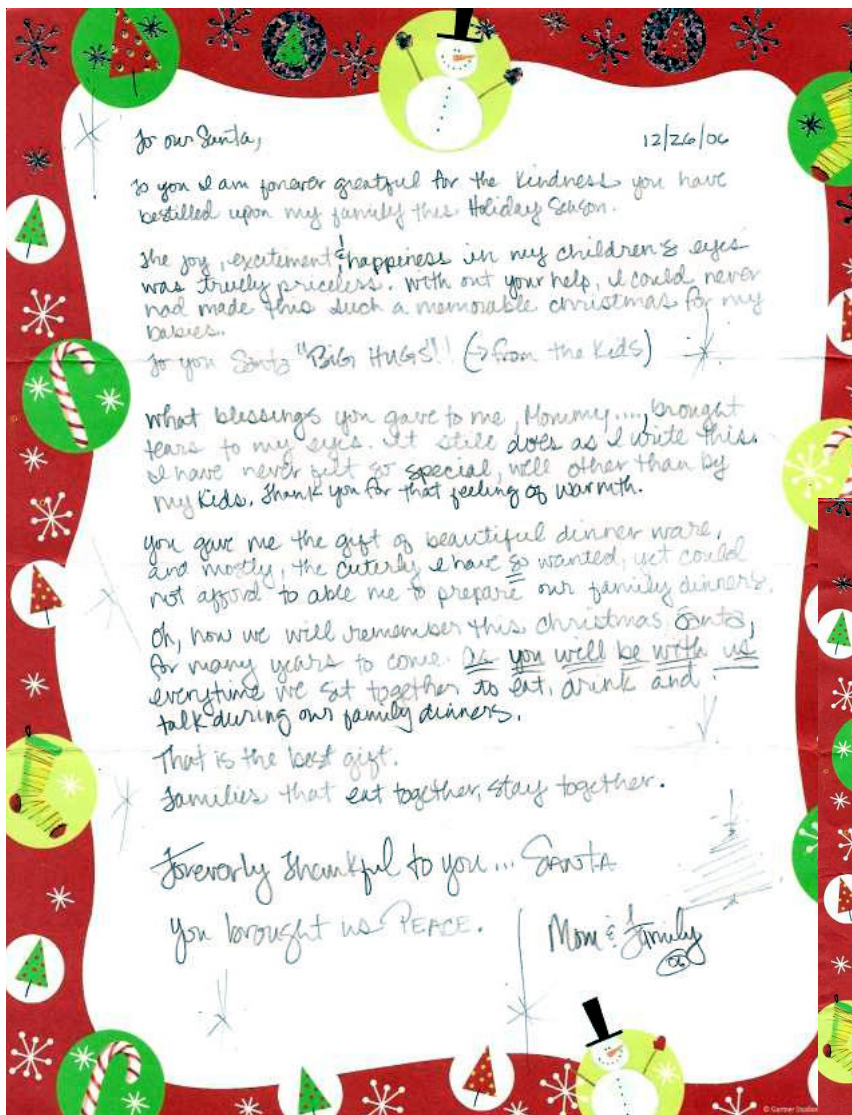 To our Santa, 12/26/06
To you I am forever greatful for the kindness you have
bestilled upon my family this Holiday Season.
The joy, excitement & happiness in my children's eyes
was truely priceless. With out your help, I could never
had made this such a memorable christmas for my
babies.
To you Santa "BIG HUGS"!! (→ from the Kids)
What blessings you gave to me, Mommy...., brought
tears to my eyes. It still does as I write this.
I have never felt so special, well other than by
my kids. Thank you for that feeling of warmth.
You gave me the gift of beautiful dinner ware,
and mostly, the cuterly I have so wanted, yet could
not afford to able me to prepare our family dinners.
Oh, how we will remember this christmas Santa,
for many years to come. as you will be with us
everytime we sat together to eat, drink and
talk during our family dinners.
That is the best gift.
Families that eat together, stay together.
Foreverly Thankful to you... SANTA
You brought us PEACE. Mom & Family
06
© Gartner Studios